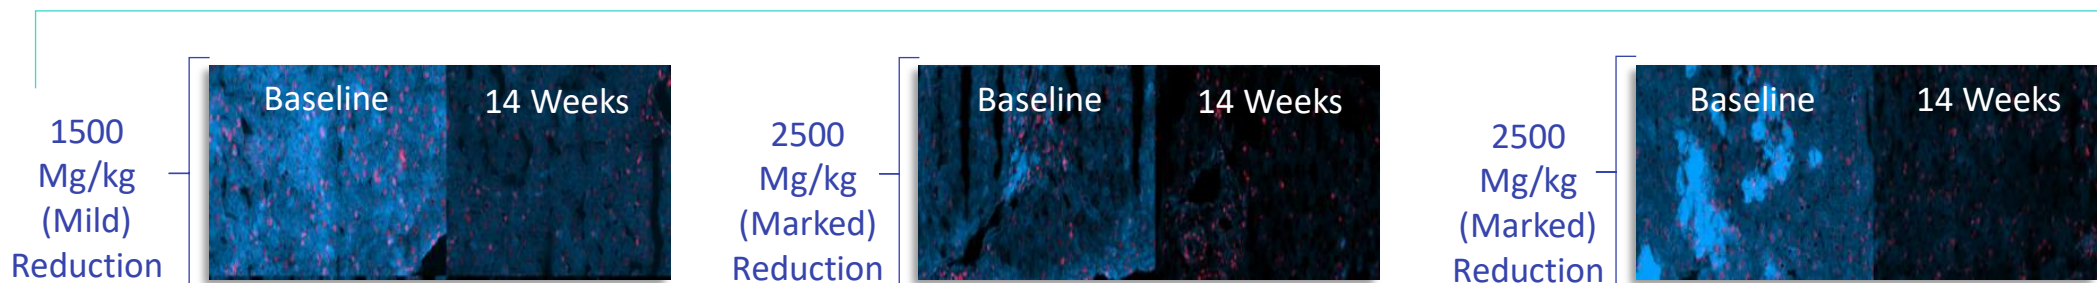 1500
Mg/kg
(Mild)
Reduction
Baseline
14 Weeks
2500
Mg/kg
(Marked)
Reduction
Baseline
14 Weeks
2500
Mg/kg
(Marked)
Reduction
Baseline
14 Weeks